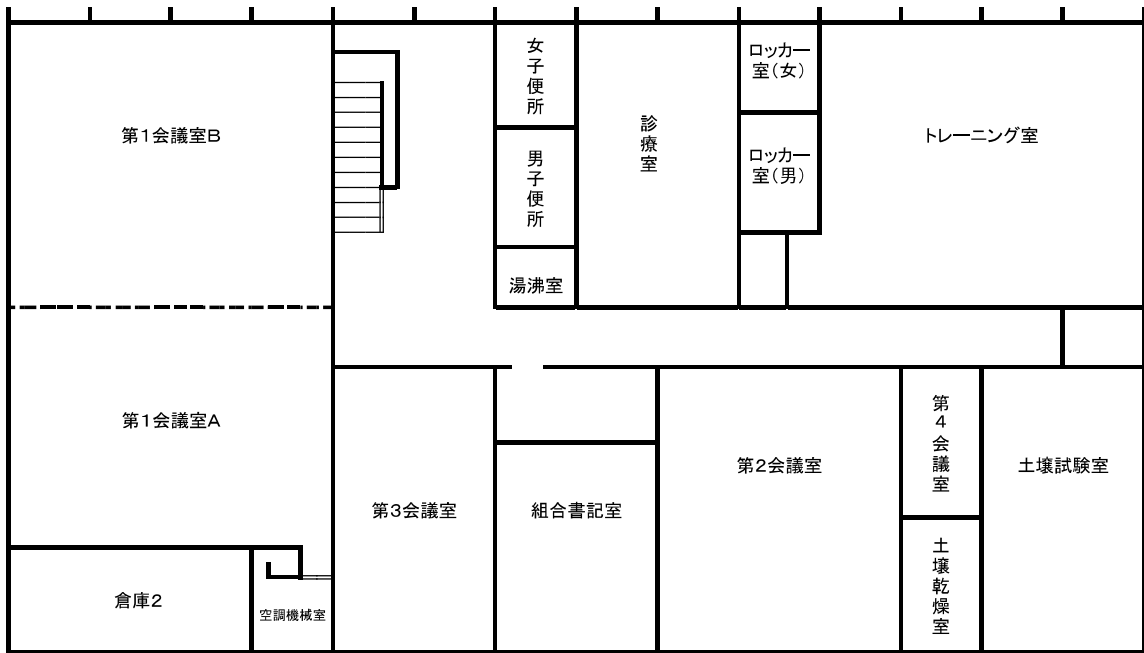 女子便所
ロッカー
室(女)
第1会議室B
診療室
トレーニング室
男子便所
ロッカー
室(男)
湯沸室
第1会議室A
第4会議室
第2会議室
土壌試験室
第3会議室
組合書記室
土壌乾燥室
倉庫2
空調機械室